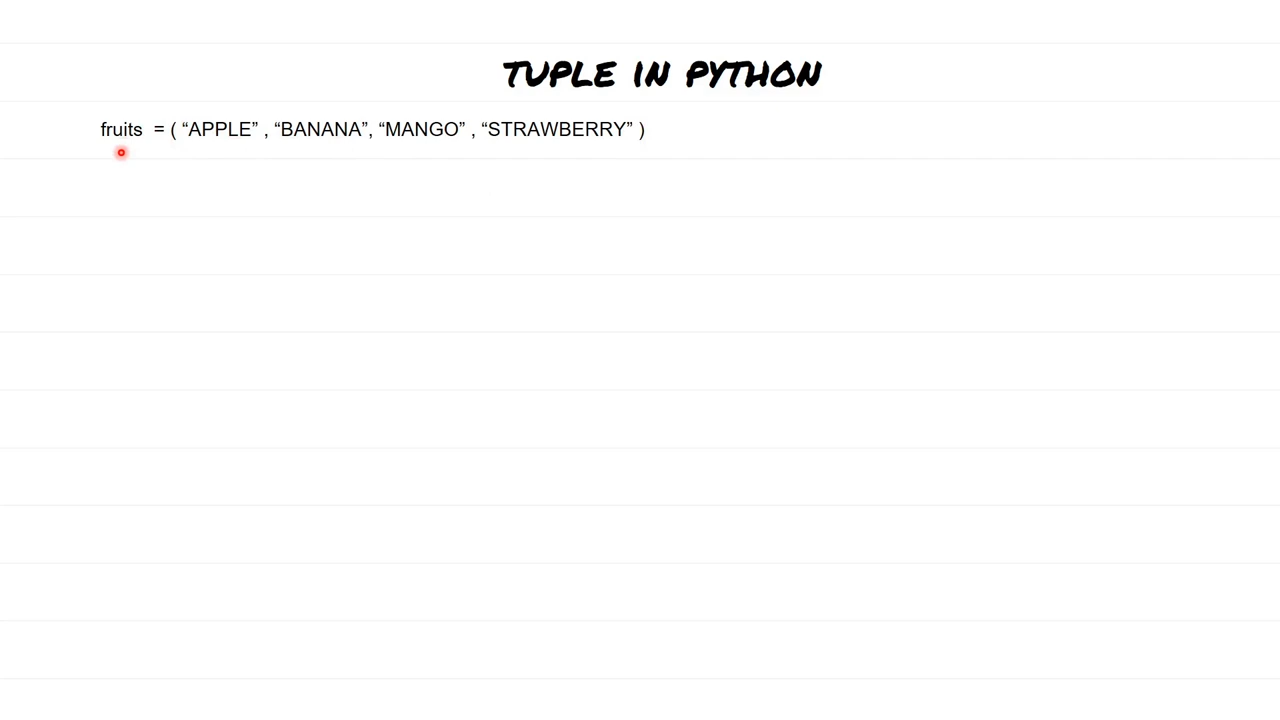 TUPLE IN PYTHON
fruits  = ( “APPLE” , “BANANA”, “MANGO” , “STRAWBERRY” )